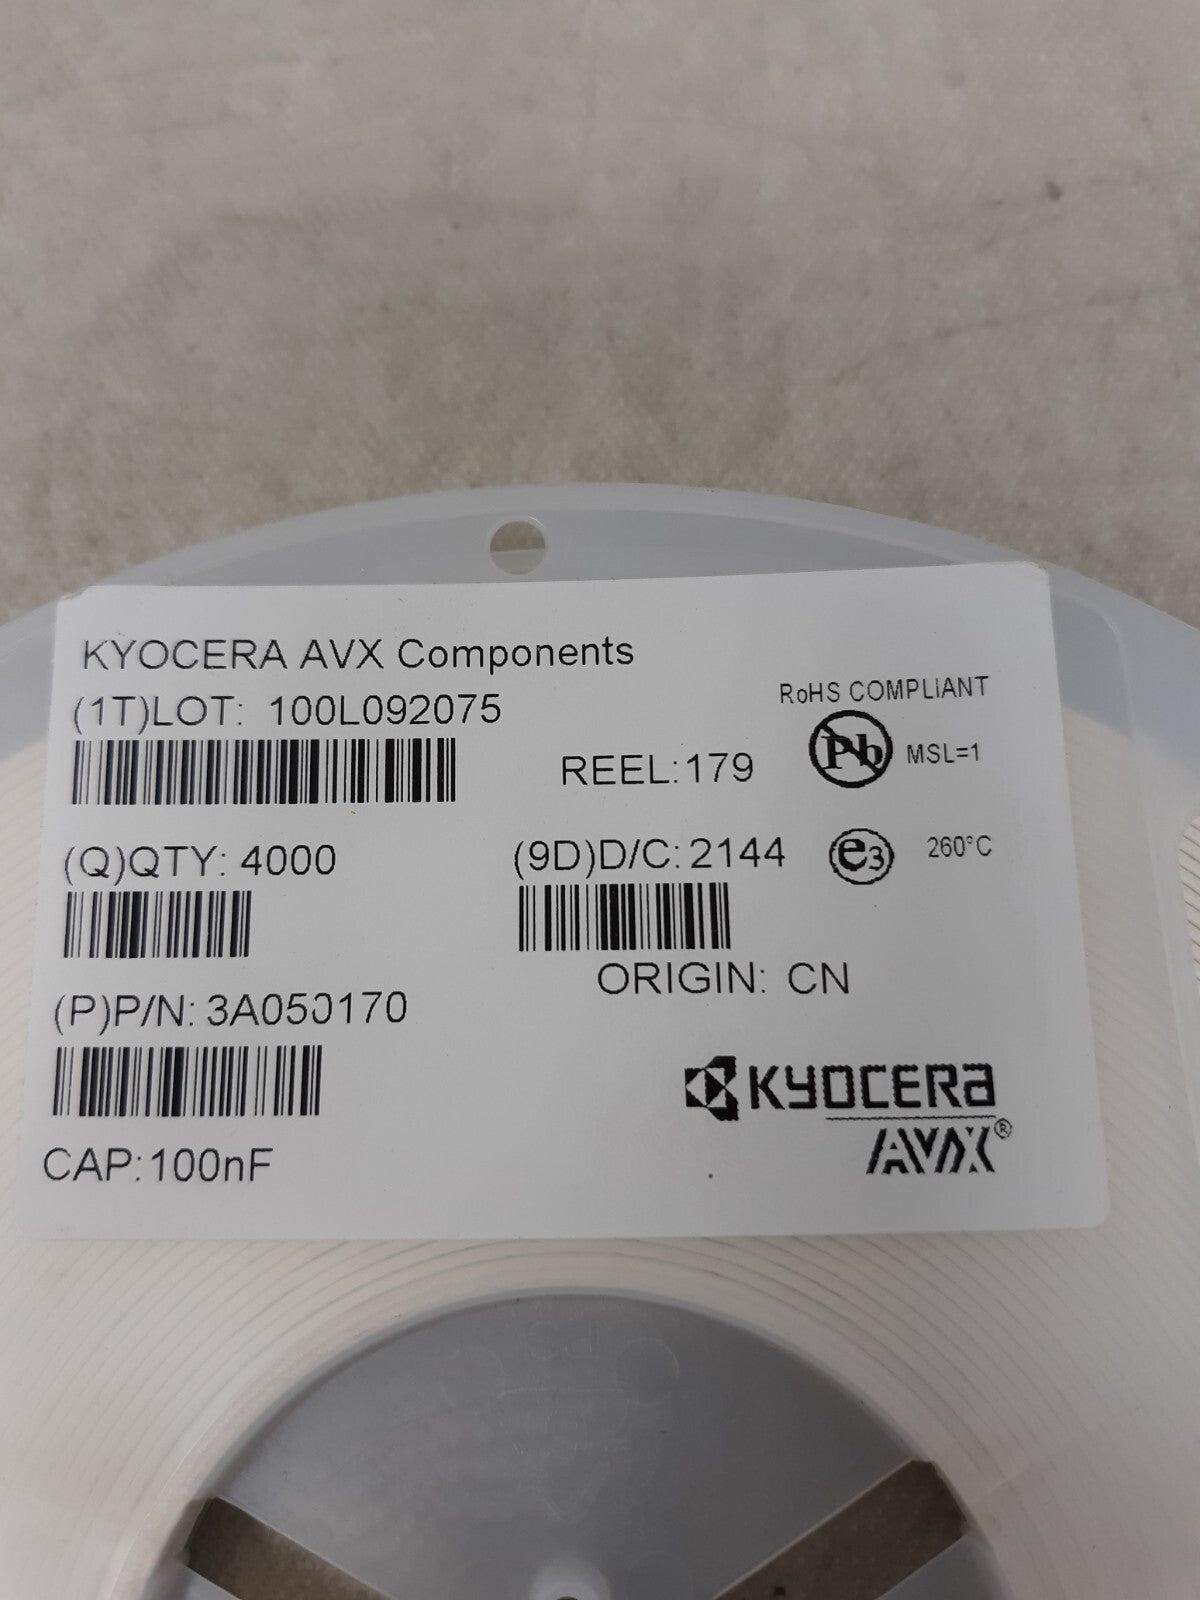 KYOCERA AVX Components
(1T)LOT: 100L092075
RoHS COMPLIANT
Pb
MSL=1
REEL:179
(Q)QTY: 4000
(9D)D/C: 2144
e3
260°C
ORIGIN: CN
(P)P/N: 3A050170
CAP:100nF
KYOCERA
AVX®